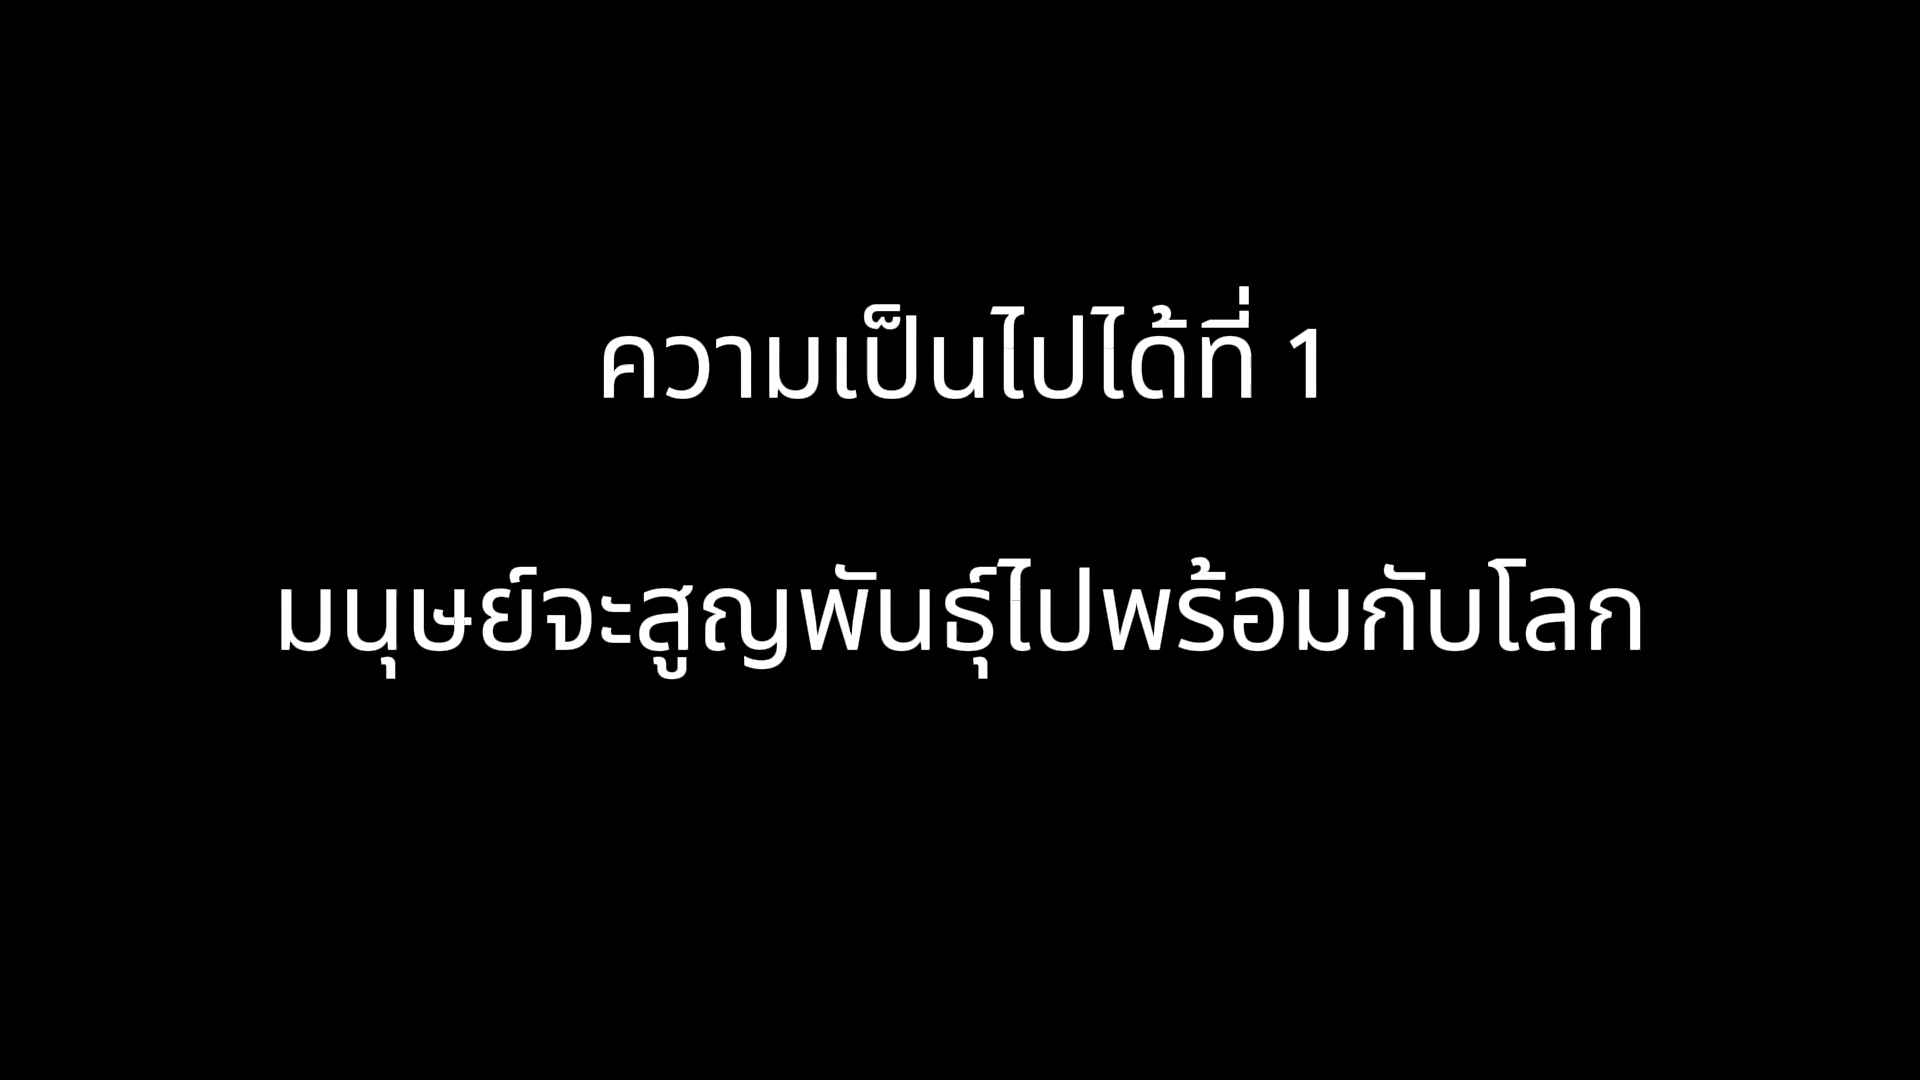 ความเป็นไปได้ที่ 1
มนุษย์จะสูญพันธุ์ไปพร้อมกับโลก